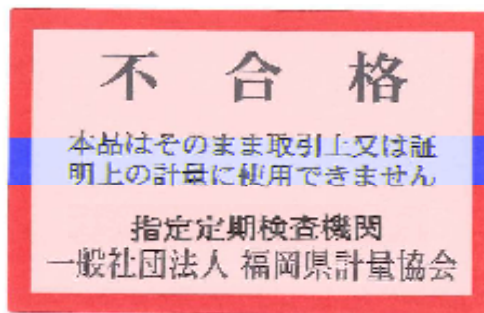 不合格
本品はそのまま取引上又は証
明上の計量に使用できません
指定定期検査機関
一般社団法人 福岡県計量協会